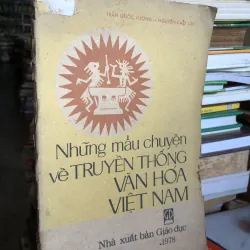 Những mẩu chuyện
về TRUYỀN THỐNG
VĂN HÓA
VIỆT NAM
Nhà xuất bản Giáo dục
1978